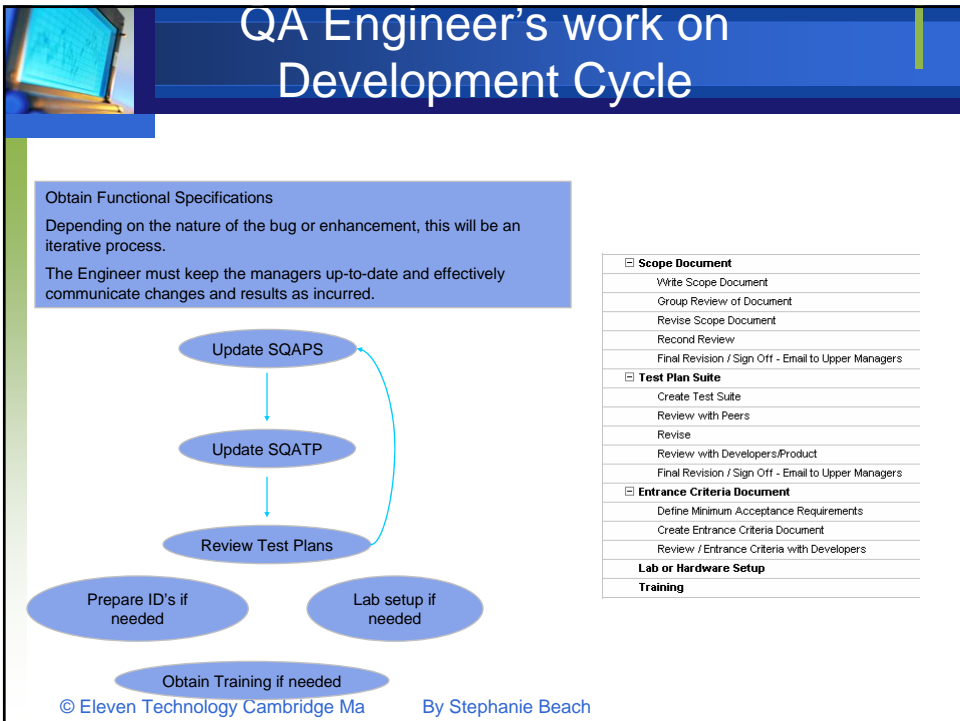 QA Engineer's work on
Development Cycle
Obtain Functional Specifications
Depending on the nature of the bug or enhancement, this will be an
iterative process.
The Engineer must keep the managers up-to-date and effectively
communicate changes and results as incurred.
Update SQAPS
Update SQATP
Review Test Plans
Prepare ID's if
needed
Lab setup if
needed
Obtain Training if needed
Scope Document
Write Scope Document
Group Review of Document
Revise Scope Document
Recond Review
Final Revision / Sign Off - Email to Upper Managers
Test Plan Suite
Create Test Suite
Review with Peers
Revise
Review with Developers/Product
Final Revision / Sign Off - Email to Upper Managers
Entrance Criteria Document
Define Minimum Acceptance Requirements
Create Entrance Criteria Document
Review / Entrance Criteria with Developers
Lab or Hardware Setup
Training
© Eleven Technology Cambridge Ma By Stephanie Beach